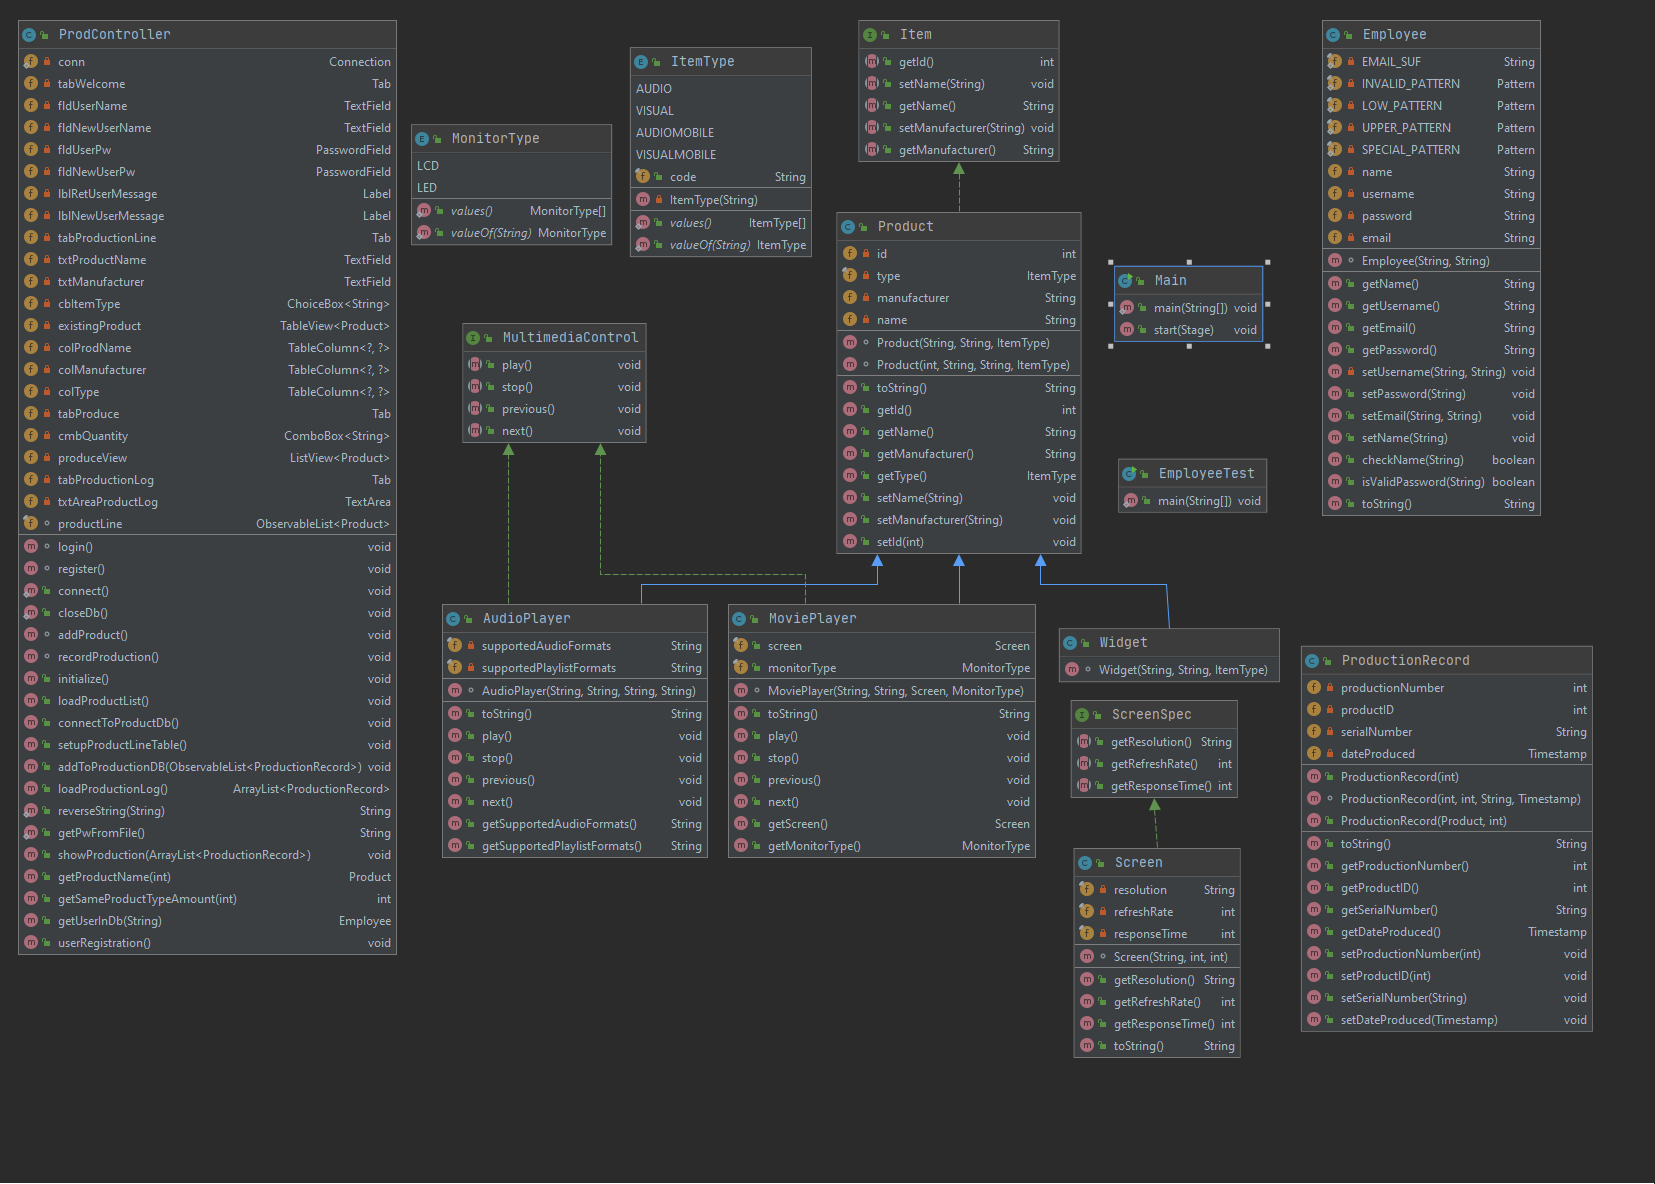 ProdController
conn Connection
tabWelcome Tab
fldUserName TextField
fldNewUserName TextField
fldUserPw PasswordField
fldNewUserPw PasswordField
lblRetUserMessage Label
lblNewUserMessage Label
tabProductionLine Tab
txtProductName TextField
txtManufacturer TextField
cbItemType ChoiceBox<String>
existingProduct TableView<Product>
colProdName TableColumn<?, ?>
colManufacturer TableColumn<?, ?>
colType TableColumn<?, ?>
tabProduce Tab
cmbQuantity ComboBox<String>
produceView ListView<Product>
tabProductionLog Tab
txtAreaProductLog TextArea
productLine ObservableList<Product>
login() void
register() void
connect() void
closeDb() void
addProduct() void
recordProduction() void
initialize() void
loadProductList() void
connectToProductDb() void
setupProductLineTable() void
addToProductionDB(ObservableList<ProductionRecord>) void
loadProductionLog() ArrayList<ProductionRecord>
reverseString(String) String
getPwFromFile() String
showProduction(ArrayList<ProductionRecord>) void
getProductName(int) Product
getSameProductTypeAmount(int) int
getUserInDb(String) Employee
userRegistration() void
MonitorType
LCD
LED
values() MonitorType[]
valueOf(String) MonitorType
ItemType
AUDIO
VISUAL
AUDIOMOBILE
VISUALMOBILE
code String
ItemType(String)
values() ItemType[]
valueOf(String) ItemType
Item
getId() int
setName(String) void
getName() String
setManufacturer(String) void
getManufacturer() String
Product
id int
type ItemType
manufacturer String
name String
Product(String, String, ItemType)
Product(int, String, String, ItemType)
toString() String
getId() int
getName() String
getManufacturer() String
getType() ItemType
setName(String) void
setManufacturer(String) void
setId(int) void
Main
main(String[]) void
start(Stage) void
EmployeeTest
main(String[]) void
Employee
EMAIL_SUF String
INVALID_PATTERN Pattern
LOW_PATTERN Pattern
UPPER_PATTERN Pattern
SPECIAL_PATTERN Pattern
name String
username String
password String
email String
Employee(String, String)
getName() String
getUsername() String
getEmail() String
getPassword() String
setUsername(String, String) void
setPassword(String) void
setEmail(String, String) void
setName(String) void
checkName(String) boolean
isValidPassword(String) boolean
toString() String
MultimediaControl
play() void
stop() void
previous() void
next() void
AudioPlayer
supportedAudioFormats String
supportedPlaylistFormats String
AudioPlayer(String, String, String, String)
toString() String
play() void
stop() void
previous() void
next() void
getSupportedAudioFormats() String
getSupportedPlaylistFormats() String
MoviePlayer
screen Screen
monitorType MonitorType
MoviePlayer(String, String, Screen, MonitorType)
toString() String
play() void
stop() void
previous() void
next() void
getScreen() Screen
getMonitorType() MonitorType
Widget
Widget(String, String, ItemType)
ScreenSpec
getResolution() String
getRefreshRate() int
getResponseTime() int
Screen
resolution String
refreshRate int
responseTime int
Screen(String, int, int)
getResolution() String
getRefreshRate() int
getResponseTime() int
toString() String
ProductionRecord
productionNumber int
productID int
serialNumber String
dateProduced Timestamp
ProductionRecord(int)
ProductionRecord(int, int, String, Timestamp)
ProductionRecord(Product, int)
toString() String
getProductionNumber() int
getProductID() int
getSerialNumber() String
getDateProduced() Timestamp
setProductionNumber(int) void
setProductID(int) void
setSerialNumber(String) void
setDateProduced(Timestamp) void